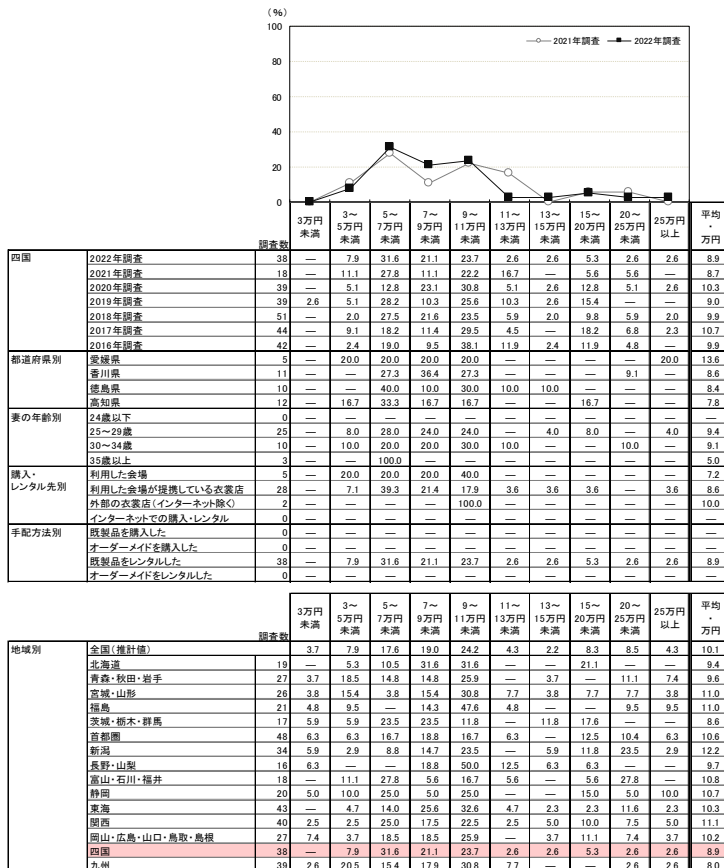 (％)
100
80
60
40
20
0
2021年調査 2022年調査
調査数 3万円未満 3～5万円未満 5～7万円未満 7～9万円未満 9～11万円未満 11～13万円未満 13～15万円未満 15～20万円未満 20～25万円未満 25万円以上 平均・万円
四国 2022年調査 38 — 7.9 31.6 21.1 23.7 2.6 2.6 5.3 2.6 2.6 8.9
2021年調査 18 — 11.1 27.8 11.1 22.2 16.7 — 5.6 5.6 — 8.7
2020年調査 39 — 5.1 12.8 23.1 30.8 5.1 2.6 12.8 5.1 2.6 10.3
2019年調査 39 2.6 5.1 28.2 10.3 25.6 10.3 2.6 15.4 — — 9.0
2018年調査 51 — 2.0 27.5 21.6 23.5 5.9 2.0 9.8 5.9 2.0 9.9
2017年調査 44 — 9.1 18.2 11.4 29.5 4.5 — 18.2 6.8 2.3 10.7
2016年調査 42 — 2.4 19.0 9.5 38.1 11.9 2.4 11.9 4.8 — 9.9
都道府県別 愛媛県 5 — 20.0 20.0 20.0 20.0 — — — — 20.0 13.6
香川県 11 — — 27.3 36.4 27.3 — — — 9.1 — 8.6
徳島県 10 — — 40.0 10.0 30.0 10.0 10.0 — — — 8.4
高知県 12 — 16.7 33.3 16.7 16.7 — — 16.7 — — 7.8
妻の年齢別 24歳以下 0 — — — — — — — — — — —
25～29歳 25 — 8.0 28.0 24.0 24.0 — 4.0 8.0 — 4.0 9.4
30～34歳 10 — 10.0 20.0 20.0 30.0 10.0 — — 10.0 — 9.1
35歳以上 3 — — 100.0 — — — — — — — 5.0
購入・レンタル先別 利用した会場 5 — 20.0 20.0 20.0 40.0 — — — — — 7.2
利用した会場が提携している衣裳店 28 — 7.1 39.3 21.4 17.9 3.6 3.6 3.6 — 3.6 8.6
外部の衣裳店（インターネット除く） 2 — — — — 100.0 — — — — — 10.0
インターネットでの購入・レンタル 0 — — — — — — — — — — —
手配方法別 既製品を購入した 0 — — — — — — — — — — —
オーダーメイドを購入した 0 — — — — — — — — — — —
既製品をレンタルした 38 — 7.9 31.6 21.1 23.7 2.6 2.6 5.3 2.6 2.6 8.9
オーダーメイドをレンタルした 0 — — — — — — — — — — —
調査数 3万円未満 3～5万円未満 5～7万円未満 7～9万円未満 9～11万円未満 11～13万円未満 13～15万円未満 15～20万円未満 20～25万円未満 25万円以上 平均・万円
地域別 全国（推計値） 3.7 7.9 17.6 19.0 24.2 4.3 2.2 8.3 8.5 4.3 10.1
北海道 19 — 5.3 10.5 31.6 31.6 — — 21.1 — — 9.4
青森・秋田・岩手 27 3.7 18.5 14.8 14.8 25.9 — 3.7 — 11.1 7.4 9.6
宮城・山形 26 3.8 15.4 3.8 15.4 30.8 7.7 3.8 7.7 7.7 3.8 11.0
福島 21 4.8 9.5 — 14.3 47.6 4.8 — — 9.5 9.5 11.0
茨城・栃木・群馬 17 5.9 5.9 23.5 23.5 11.8 — 11.8 17.6 — — 8.6
首都圏 48 6.3 6.3 16.7 18.8 16.7 6.3 — 12.5 10.4 6.3 10.6
新潟 34 5.9 2.9 8.8 14.7 23.5 — 5.9 11.8 23.5 2.9 12.2
長野・山梨 16 6.3 — — 18.8 50.0 12.5 6.3 6.3 — — 9.7
富山・石川・福井 18 — 11.1 27.8 5.6 16.7 5.6 — 5.6 27.8 — 10.8
静岡 20 5.0 10.0 25.0 5.0 25.0 — — 15.0 5.0 10.0 10.7
東海 43 — 4.7 14.0 25.6 32.6 4.7 2.3 2.3 11.6 2.3 10.3
関西 40 2.5 2.5 25.0 17.5 22.5 2.5 5.0 10.0 7.5 5.0 11.1
岡山・広島・山口・鳥取・島根 27 7.4 3.7 18.5 18.5 25.9 — 3.7 11.1 7.4 3.7 10.2
四国 38 — 7.9 31.6 21.1 23.7 2.6 2.6 5.3 2.6 2.6 8.9
九州 39 2.6 20.5 15.4 17.9 30.8 7.7 — — 2.6 2.6 8.0